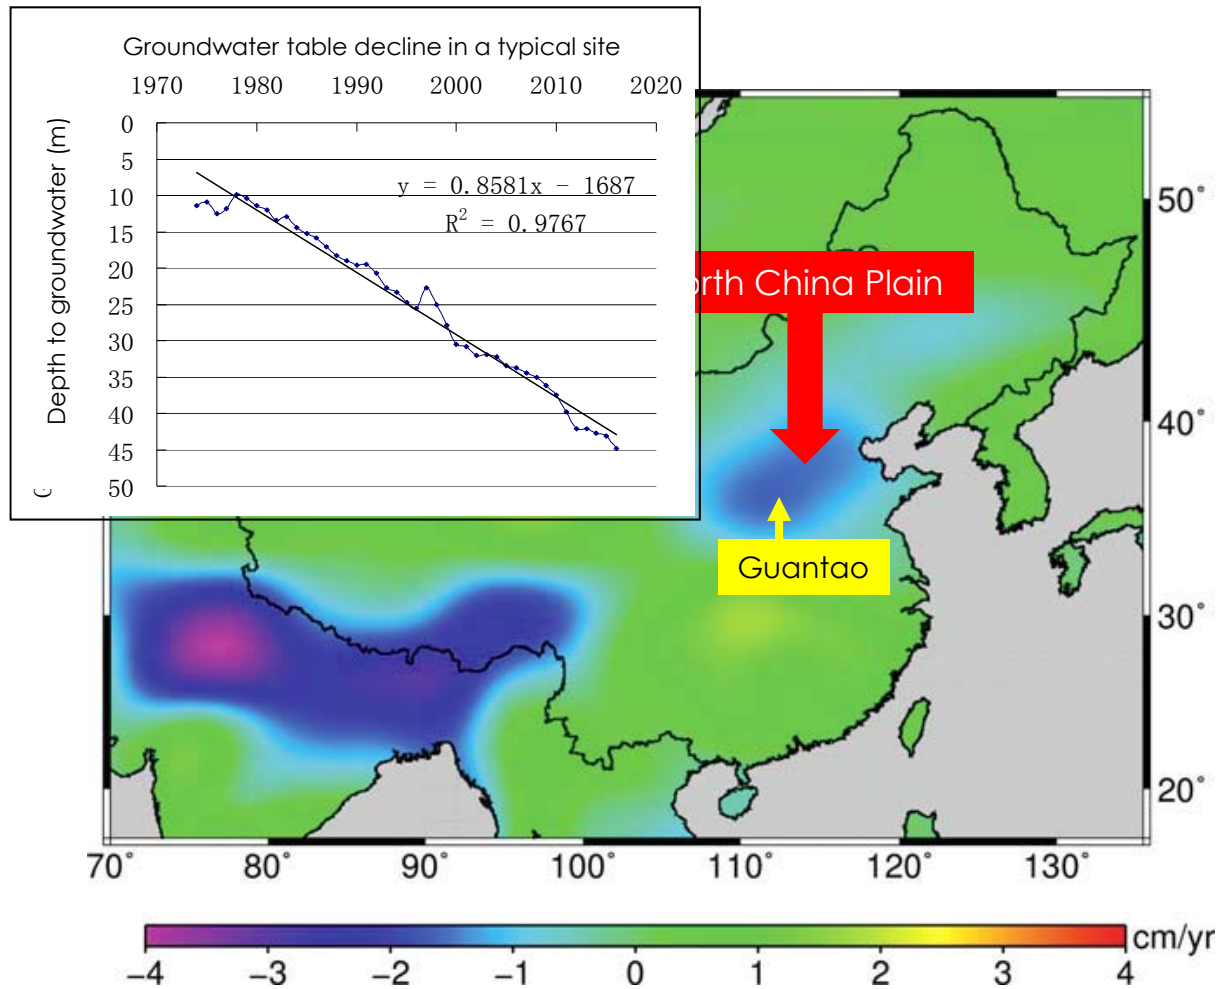 Groundwater table decline in a typical site
1970 1980 1990 2000 2010 2020
0
5
10
15
20
25
30
35
40
45
50
Depth to groundwater (m)
y = 0.8581x - 1687
R² = 0.9767
rth China Plain
Guantao
50°
40°
30°
20°
70° 80° 90° 100° 110° 120° 130°
cm/yr
-4 -3 -2 -1 0 1 2 3 4